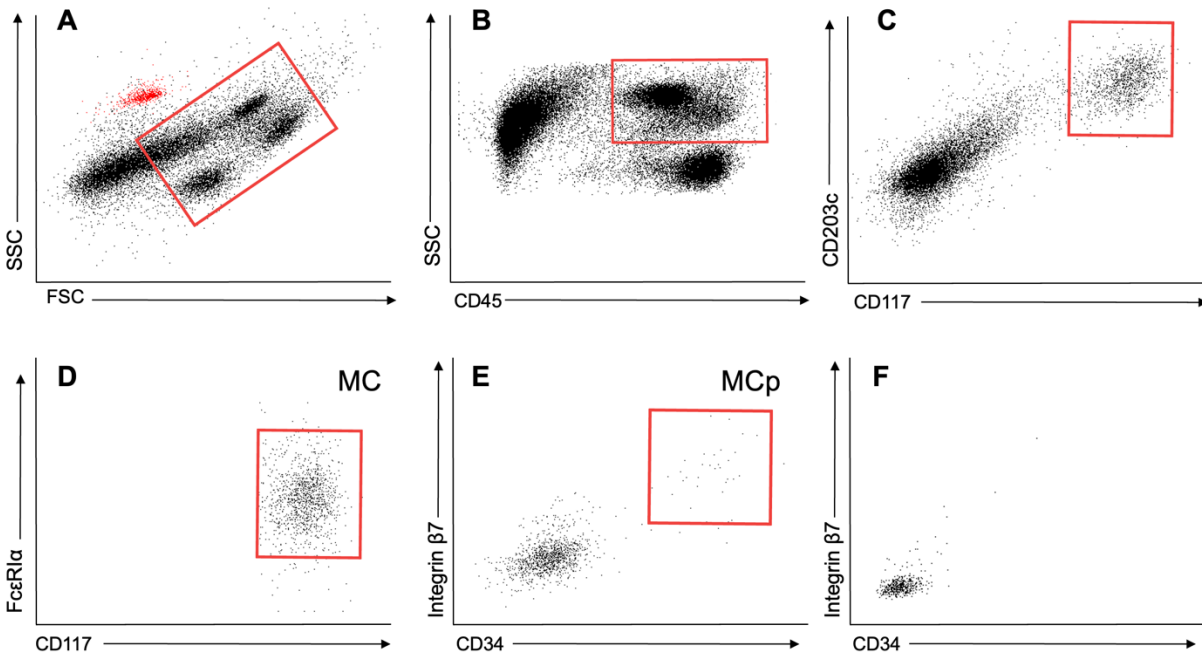 A
SSC
FSC
B
SSC
CD45
C
CD203c
CD117
D
MC
FcεRIα
CD117
E
MCp
Integrin β7
CD34
F
Integrin β7
CD34